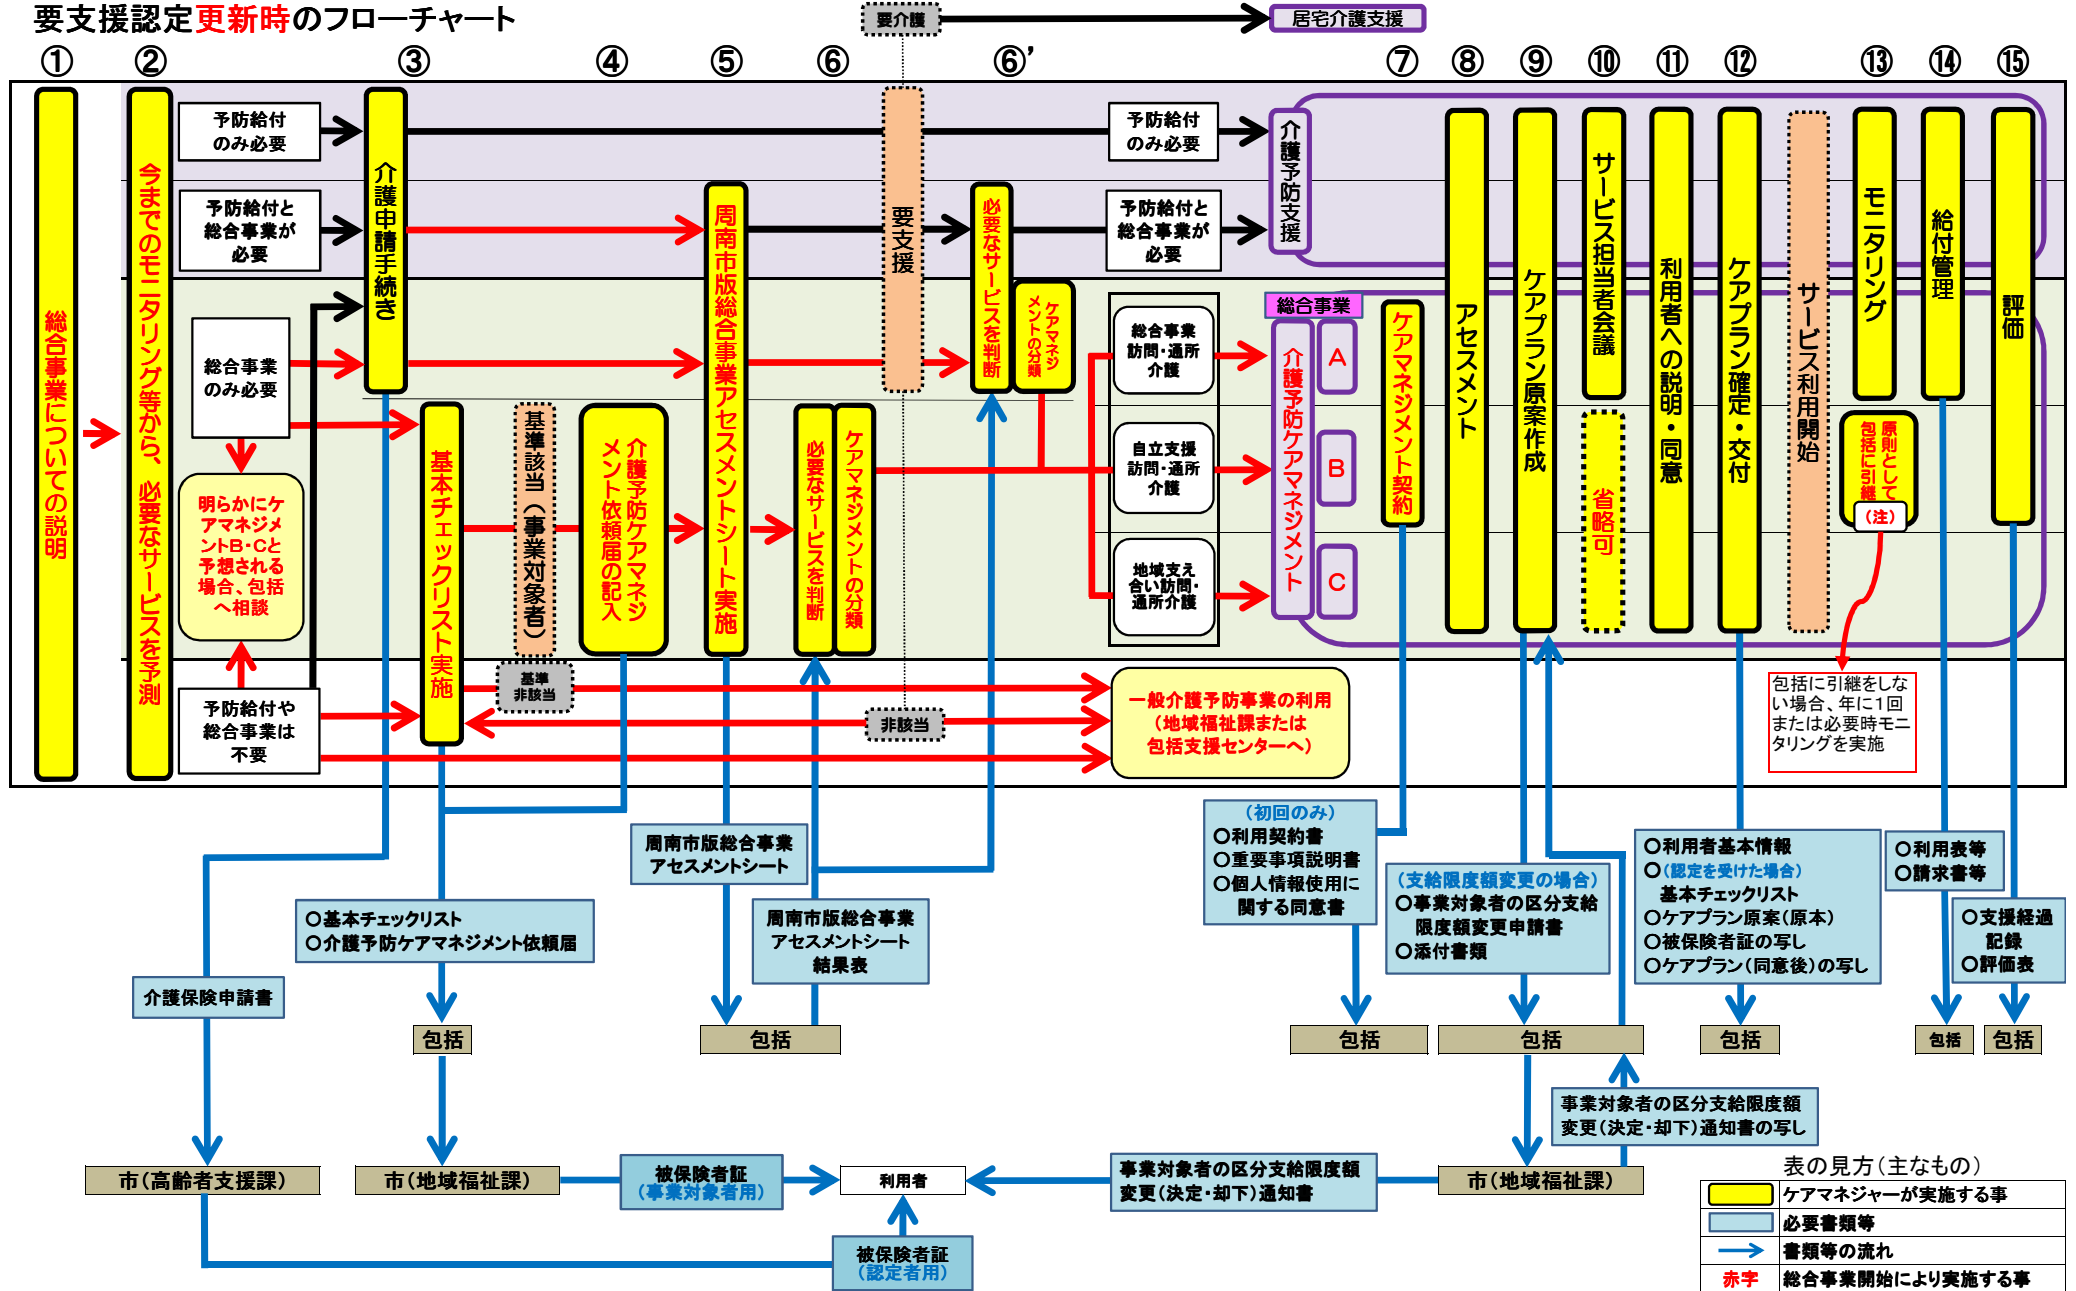 要支援認定更新時のフローチャート
要介護
居宅介護支援
①
②
③
④
⑤
⑥
⑥’
⑦
⑧
⑨
⑩
⑪
⑫
⑬
⑭
⑮
総合事業についての説明
今までのモニタリング等から、必要なサービスを予測
予防給付
のみ必要
予防給付と
総合事業が
必要
総合事業
のみ必要
明らかにケ
アマネジメ
ントB・Cと
予想される
場合、包括
へ相談
予防給付や
総合事業は
不要
介護申請手続き
基本チェックリスト実施
基準該当（事業対象者）
基準
非該当
介護予防ケアマネジ
メント依頼届の記入
周南市版総合事業アセスメントシート実施
必要なサービスを判断
ケアマネジメントの分類
要支援
非該当
必要なサービスを判断
ケアマネジ
メントの分類
予防給付
のみ必要
予防給付と
総合事業が
必要
総合事業
訪問・通所
介護
自立支援
訪問・通所
介護
地域支え
合い訪問・
通所介護
一般介護予防事業の利用
（地域福祉課または
包括支援センターへ）
介護予防支援
総合事業
介護予防ケアマネジメント
A
B
C
ケアマネジメント契約
アセスメント
ケアプラン原案作成
サービス担当者会議
省略可
利用者への説明・同意
ケアプラン確定・交付
サービス利用開始
モニタリング
原則として
包括に引継
（注）
包括に引継をしな
い場合、年に1回
または必要時モニ
タリングを実施
給付管理
評価
介護保険申請書
○基本チェックリスト
○介護予防ケアマネジメント依頼届
周南市版総合事業
アセスメントシート
周南市版総合事業
アセスメントシート
結果表
（初回のみ）
○利用契約書
○重要事項説明書
○個人情報使用に
関する同意書
（支給限度額変更の場合）
○事業対象者の区分支給
限度額変更申請書
○添付書類
○利用者基本情報
○（認定を受けた場合）
基本チェックリスト
○ケアプラン原案（原本）
○被保険者証の写し
○ケアプラン（同意後）の写し
○利用表等
○請求書等
○支援経過
記録
○評価表
包括
包括
包括
包括
包括
包括
包括
事業対象者の区分支給限度額
変更（決定・却下）通知書の写し
市（高齢者支援課）
市（地域福祉課）
被保険者証
（事業対象者用）
利用者
事業対象者の区分支給限度額
変更（決定・却下）通知書
市（地域福祉課）
被保険者証
（認定者用）
表の見方（主なもの）
ケアマネジャーが実施する事
必要書類等
書類等の流れ
赤字 総合事業開始により実施する事